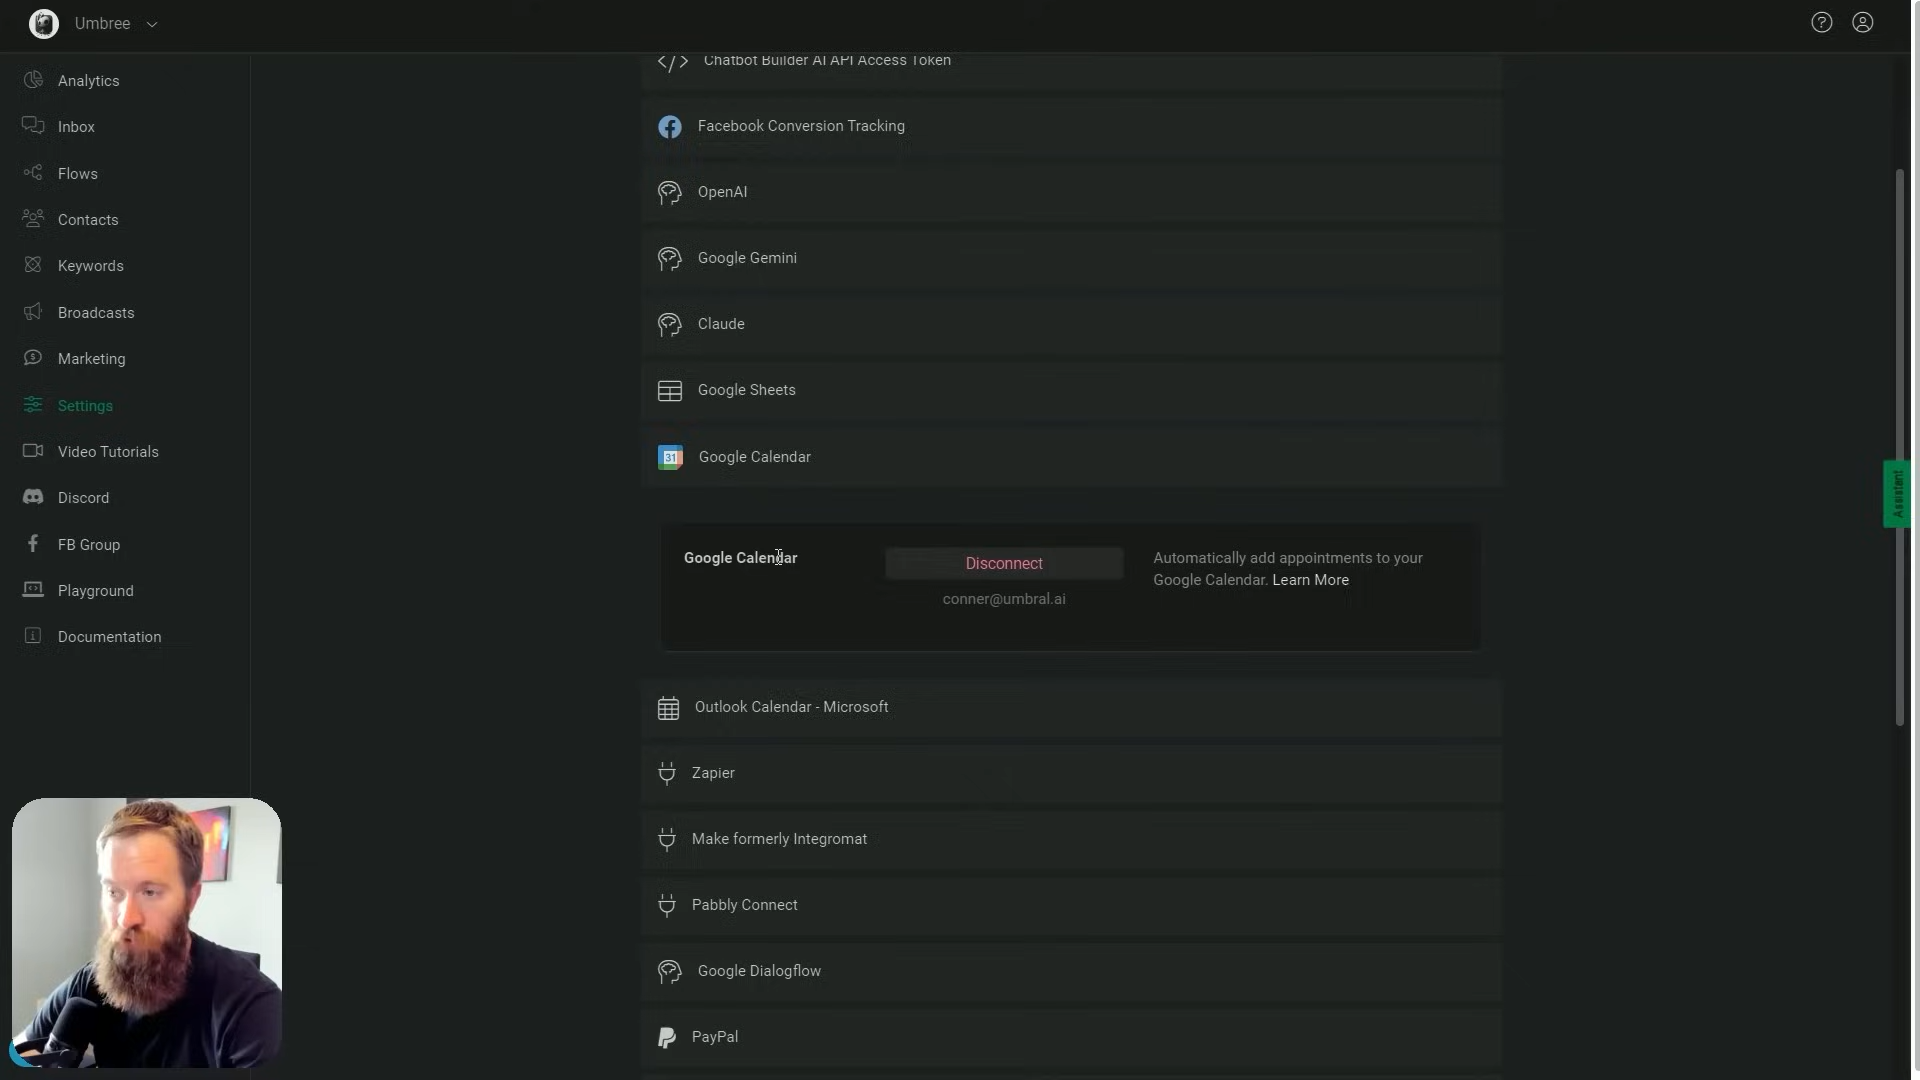 Umbree
Analytics
Inbox
Flows
Contacts
Keywords
Broadcasts
Marketing
Settings
Video Tutorials
Discord
FB Group
Playground
Documentation
Chatbot Builder AI API Access Token
Facebook Conversion Tracking
OpenAI
Google Gemini
Claude
Google Sheets
31
Google Calendar
Google Calendar
Disconnect
conner@umbral.ai
Automatically add appointments to your
Google Calendar. Learn More
Outlook Calendar - Microsoft
Zapier
Make formerly Integromat
Pabbly Connect
Google Dialogflow
PayPal
Assistent